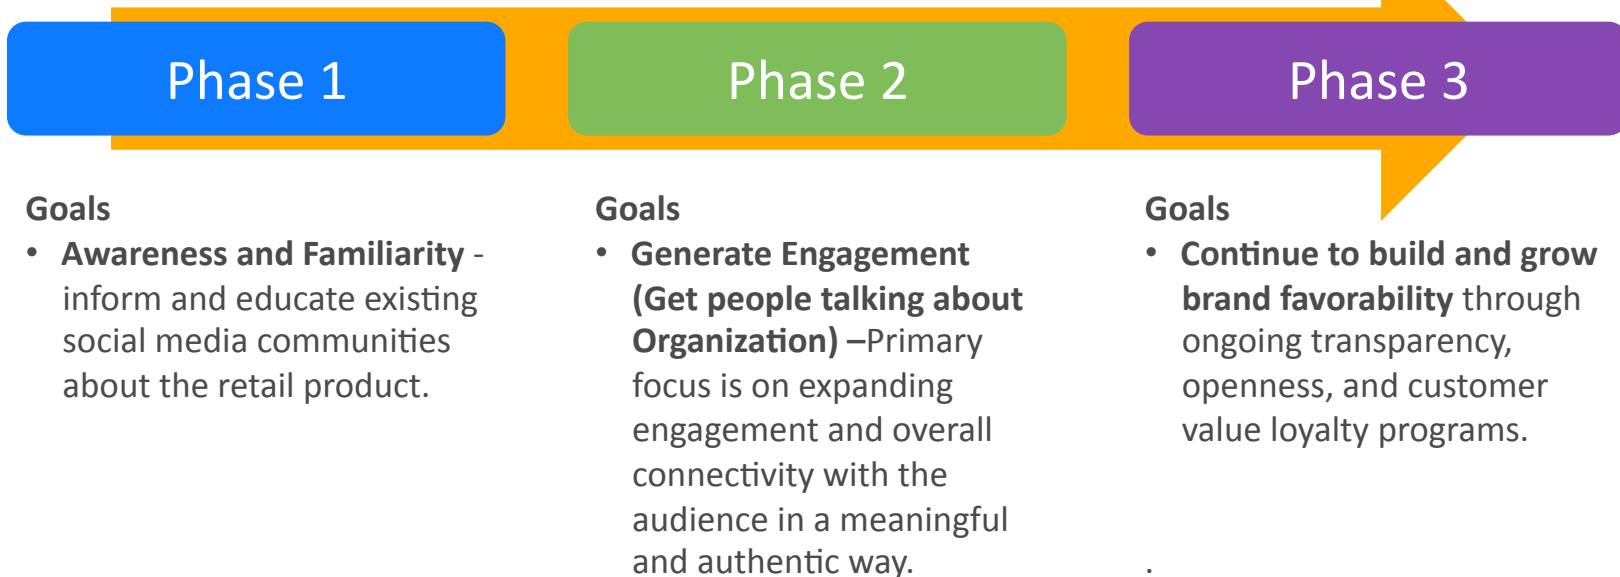 Phase 1
Phase 2
Phase 3
Goals
• Awareness and Familiarity -
inform and educate existing
social media communities
about the retail product.
Goals
• Generate Engagement
(Get people talking about
Organization) –Primary
focus is on expanding
engagement and overall
connectivity with the
audience in a meaningful
and authentic way.
Goals
• Continue to build and grow
brand favorability through
ongoing transparency,
openness, and customer
value loyalty programs.
.